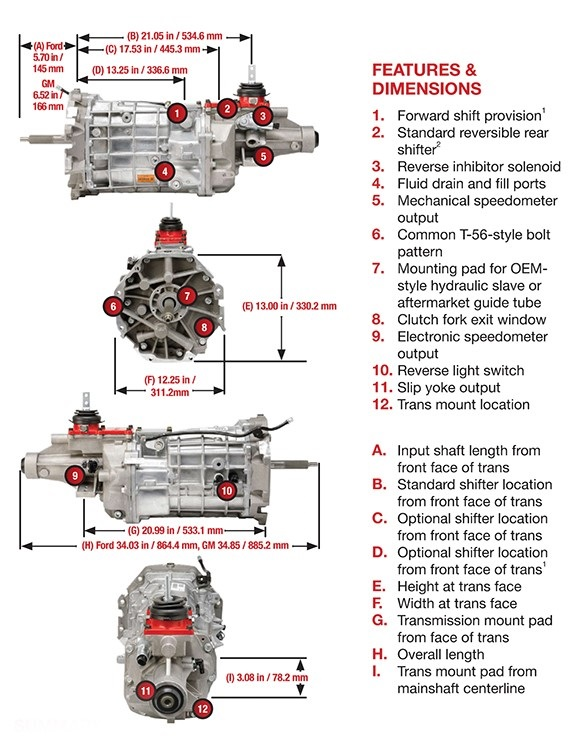 (B) 21.05 in / 534.6 mm
(A) Ford
5.70 in /
145 mm
GM
6.52 in /
166 mm
(C) 17.53 in / 445.3 mm
(D) 13.25 in / 336.6 mm
1
2
3
4
5
6
7
8
(E) 13.00 in / 330.2 mm
(F) 12.25 in /
311.2mm
9
10
(G) 20.99 in / 533.1 mm
(H) Ford 34.03 in / 864.4 mm, GM 34.85 / 885.2 mm
(I) 3.08 in / 78.2 mm
11
12
FEATURES &
DIMENSIONS
1. Forward shift provision¹
2. Standard reversible rear
shifter²
3. Reverse inhibitor solenoid
4. Fluid drain and fill ports
5. Mechanical speedometer
output
6. Common T-56-style bolt
pattern
7. Mounting pad for OEM-
style hydraulic slave or
aftermarket guide tube
8. Clutch fork exit window
9. Electronic speedometer
output
10. Reverse light switch
11. Slip yoke output
12. Trans mount location
A. Input shaft length from
front face of trans
B. Standard shifter location
from front face of trans
C. Optional shifter location
from front face of trans
D. Optional shifter location
from front face of trans¹
E. Height at trans face
F. Width at trans face
G. Transmission mount pad
from face of trans
H. Overall length
I. Trans mount pad from
mainshaft centerline